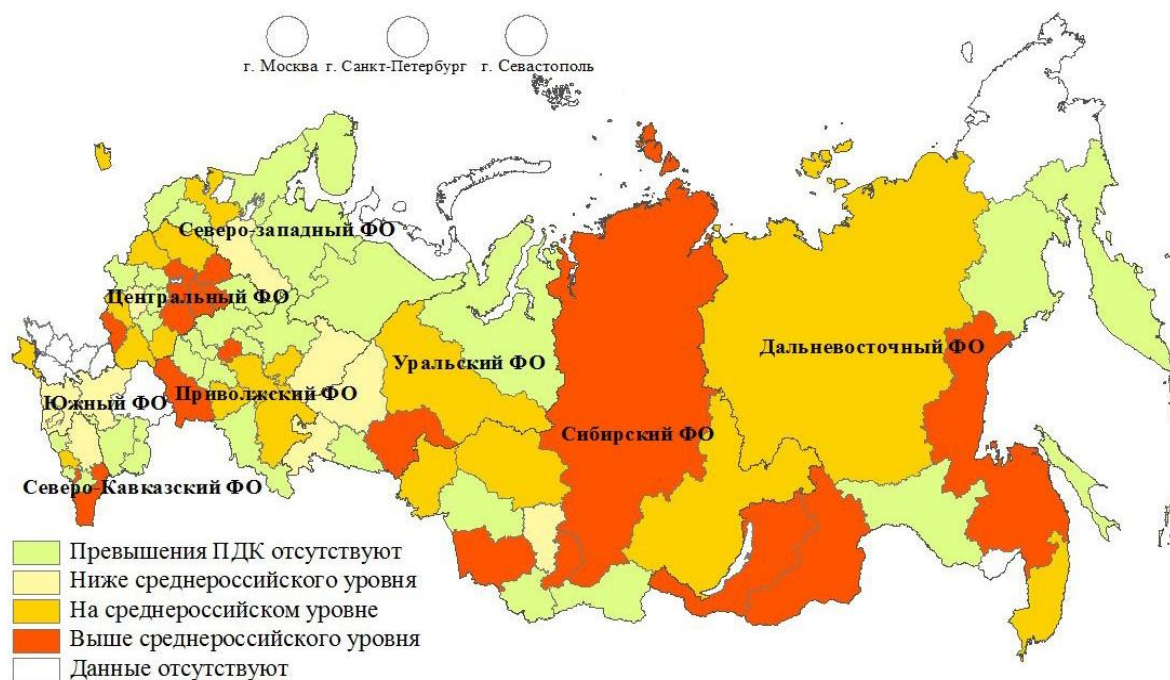 г. Москва г. Санкт-Петербург г. Севастополь
Северо-западный ФО
Центральный ФО
Уральский ФО
Дальневосточный ФО
Приволжский ФО
Южный ФО
Сибирский ФО
Северо-Кавказский ФО
Превышения ПДК отсутствуют
Ниже среднероссийского уровня
На среднероссийском уровне
Выше среднероссийского уровня
Данные отсутствуют